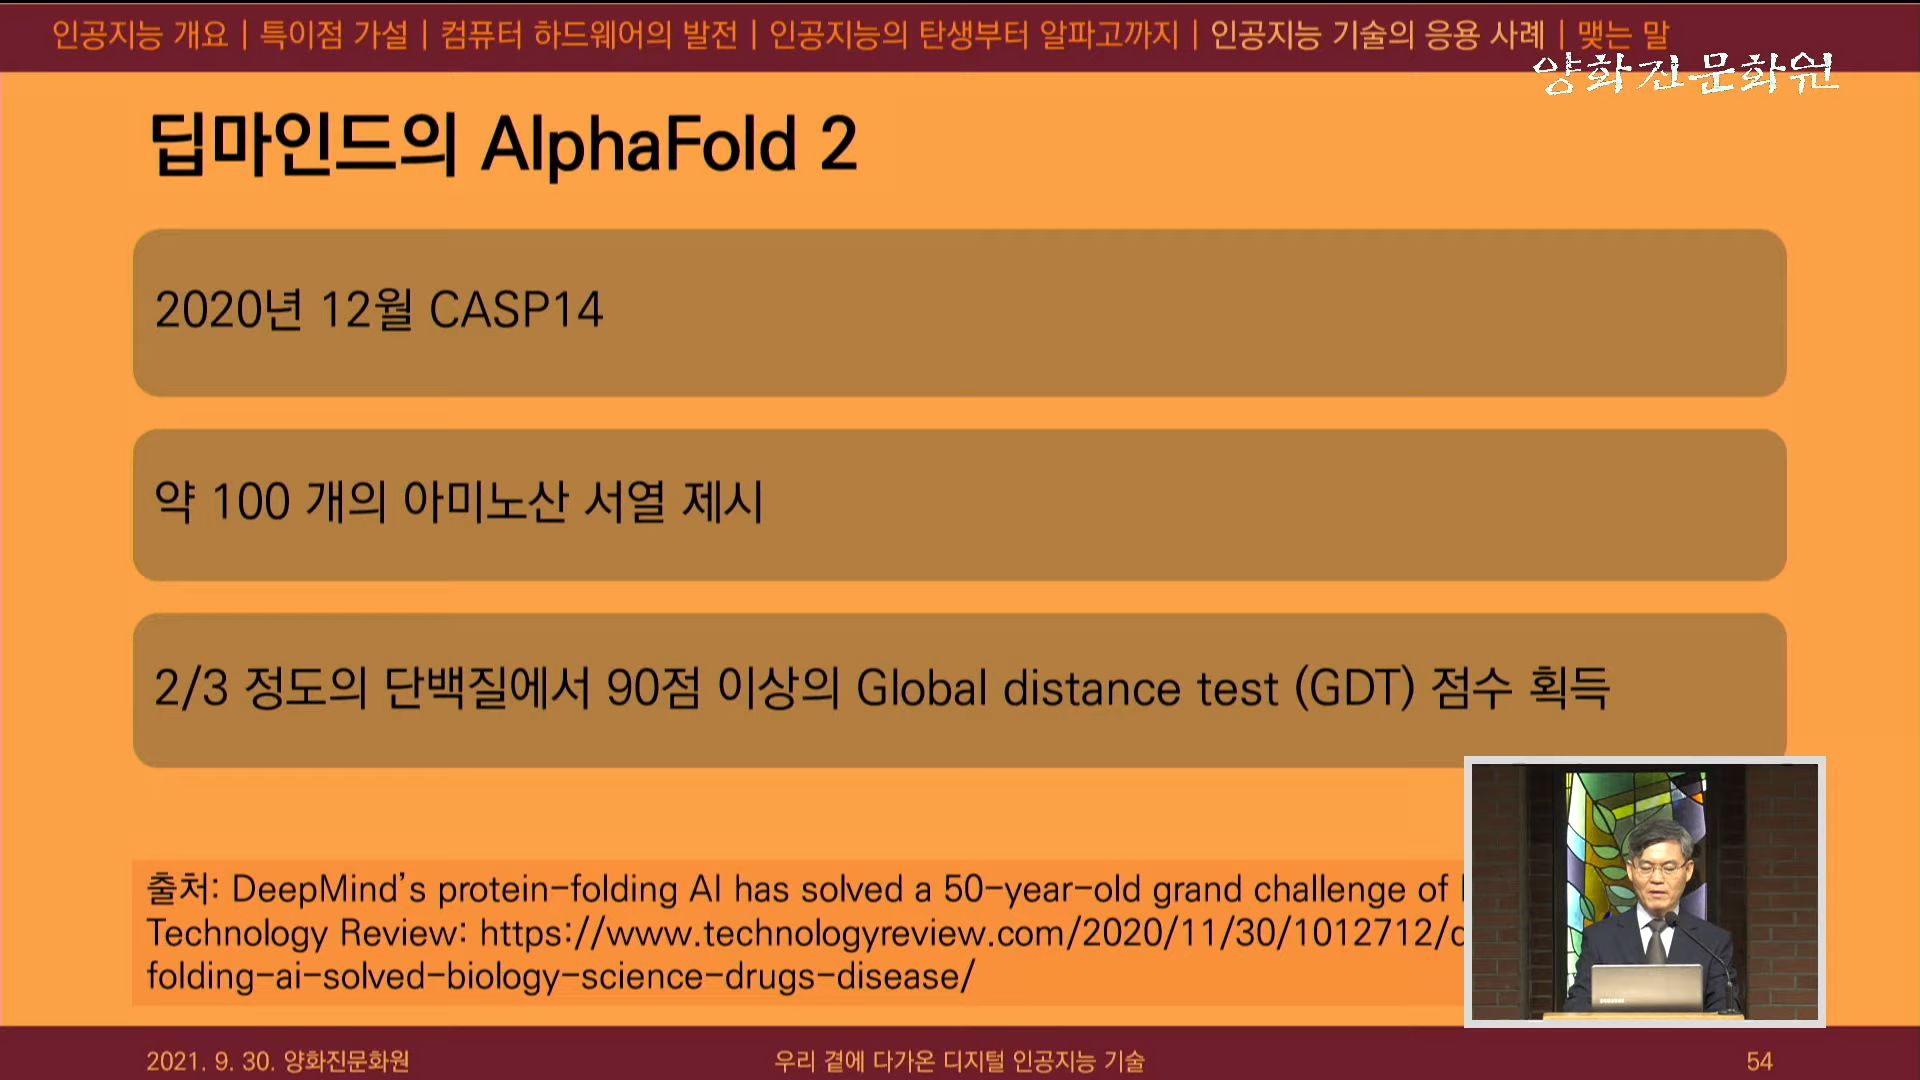 인공지능 개요 | 특이점 가설 | 컴퓨터 하드웨어의 발전 | 인공지능의 탄생부터 알파고까지 | 인공지능 기술의 응용 사례 | 맺는 말
양화진문화원
딥마인드의 AlphaFold 2
2020년 12월 CASP14
약 100 개의 아미노산 서열 제시
2/3 정도의 단백질에서 90점 이상의 Global distance test (GDT) 점수 획득
출처: DeepMind's protein-folding AI has solved a 50-year-old grand challenge of
Technology Review: https://www.technologyreview.com/2020/11/30/1012712/
folding-ai-solved-biology-science-drugs-disease/
2021. 9. 30. 양화진문화원
우리 곁에 다가온 디지털 인공지능 기술
54